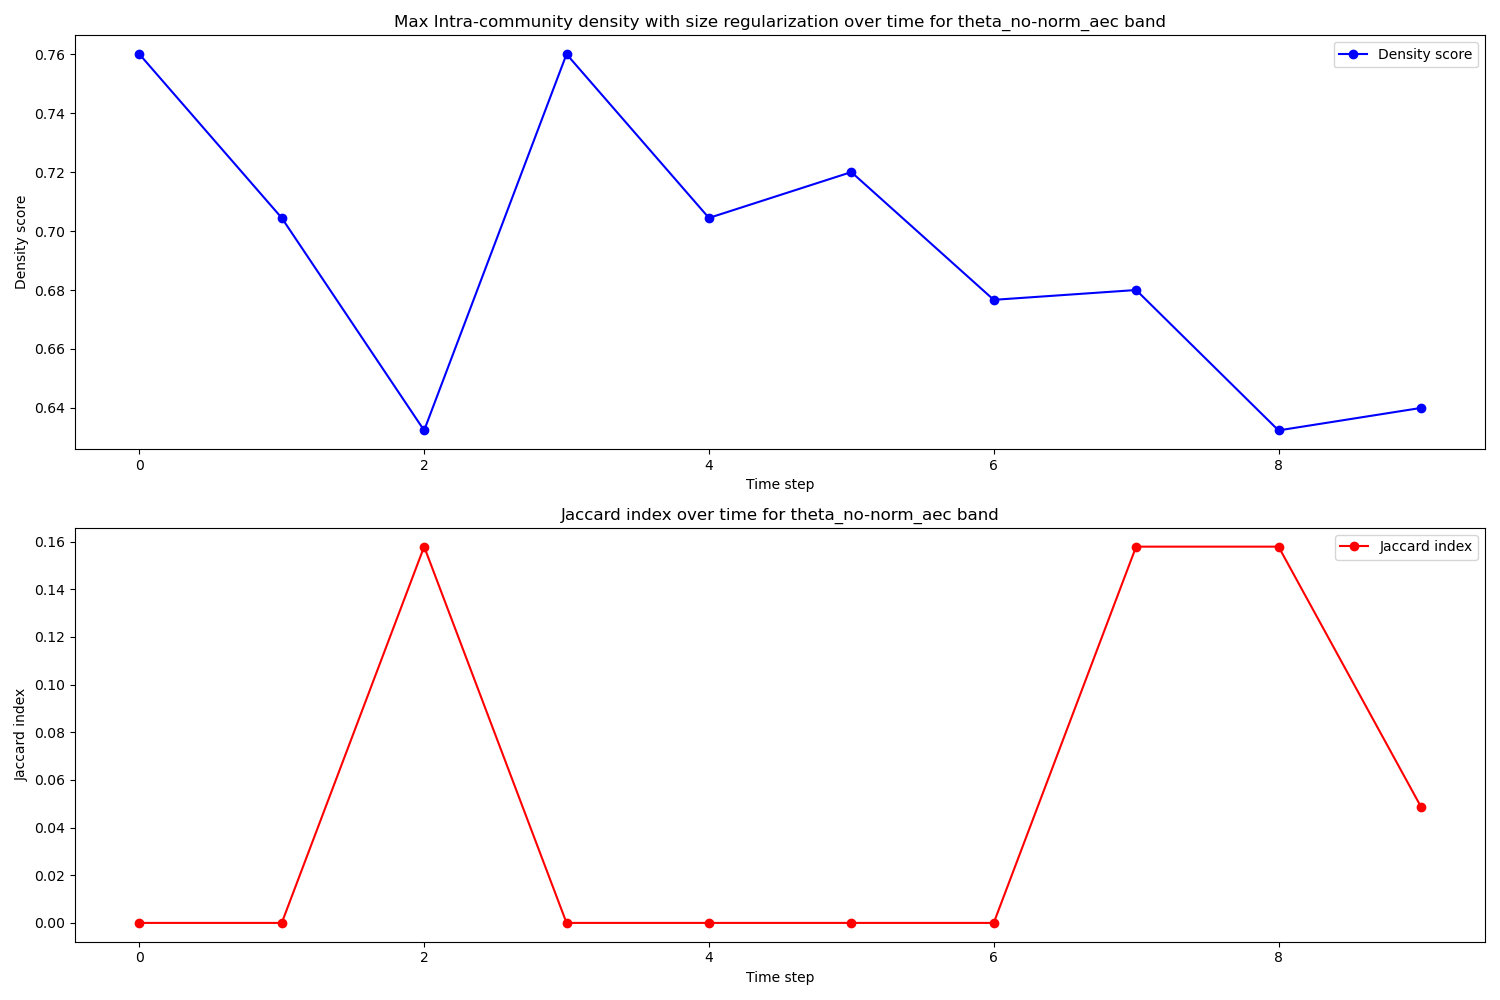 Max Intra-community density with size regularization over time for theta_no-norm_aec band
Density score
0.76
0.74
0.72
0.70
0.68
0.66
0.64
Density score
0 2 4 6 8
Time step
Jaccard index over time for theta_no-norm_aec band
Jaccard index
0.16
0.14
0.12
0.10
0.08
0.06
0.04
0.02
0.00
Jaccard index
0 2 4 6 8
Time step